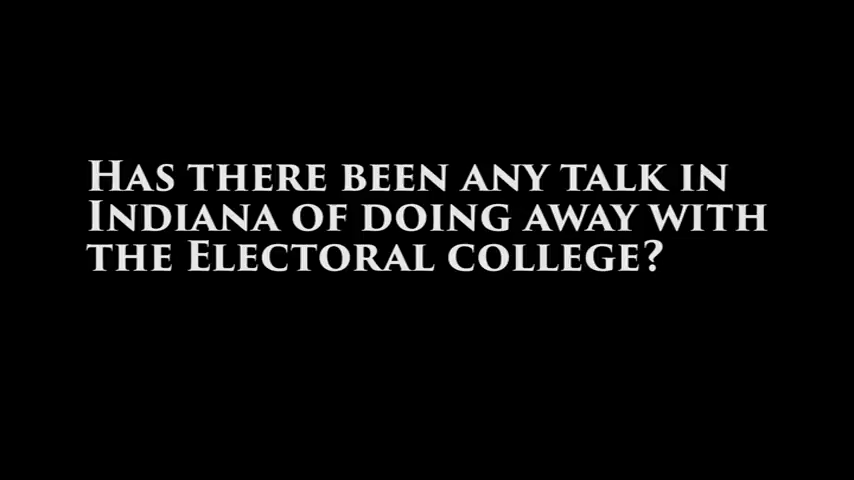 Has there been any talk in
Indiana of doing away with
the Electoral college?